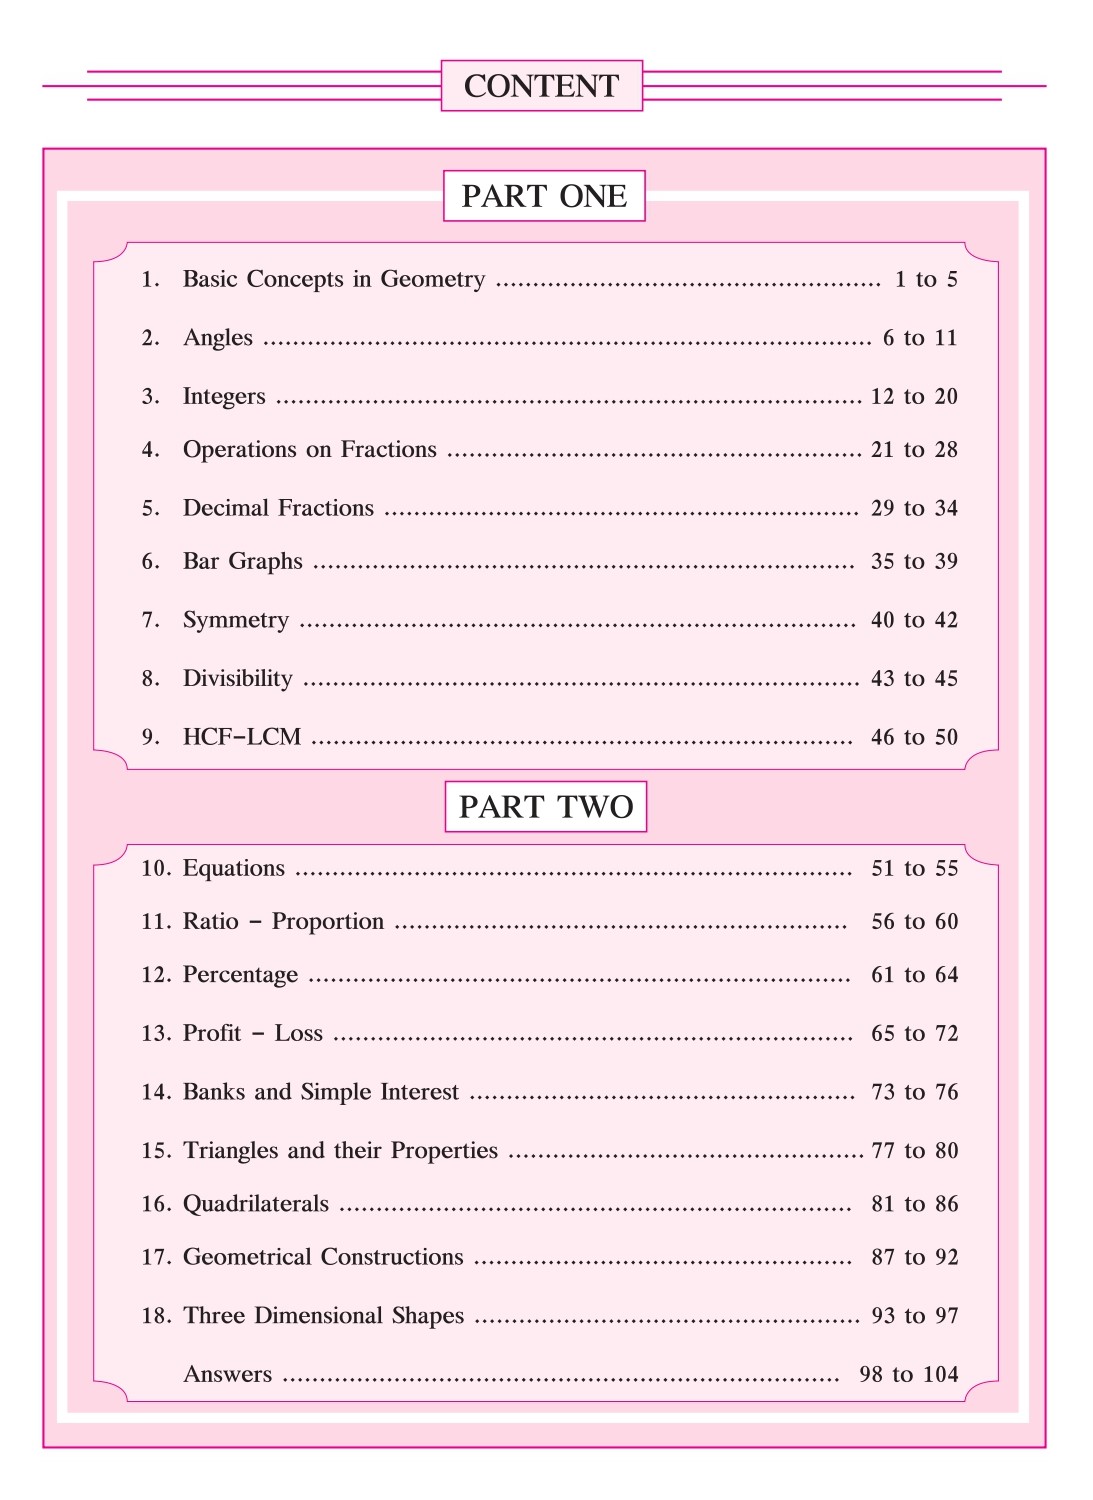 CONTENT
PART ONE
1. Basic Concepts in Geometry .................................................... 1 to 5
2. Angles .................................................................................. 6 to 11
3. Integers ............................................................................... 12 to 20
4. Operations on Fractions ........................................................ 21 to 28
5. Decimal Fractions ................................................................ 29 to 34
6. Bar Graphs ......................................................................... 35 to 39
7. Symmetry ........................................................................... 40 to 42
8. Divisibility ........................................................................... 43 to 45
9. HCF-LCM ......................................................................... 46 to 50
PART TWO
10. Equations ........................................................................... 51 to 55
11. Ratio - Proportion ............................................................. 56 to 60
12. Percentage ......................................................................... 61 to 64
13. Profit - Loss ...................................................................... 65 to 72
14. Banks and Simple Interest .................................................... 73 to 76
15. Triangles and their Properties ................................................ 77 to 80
16. Quadrilaterals ..................................................................... 81 to 86
17. Geometrical Constructions ................................................... 87 to 92
18. Three Dimensional Shapes .................................................... 93 to 97
Answers ........................................................................... 98 to 104